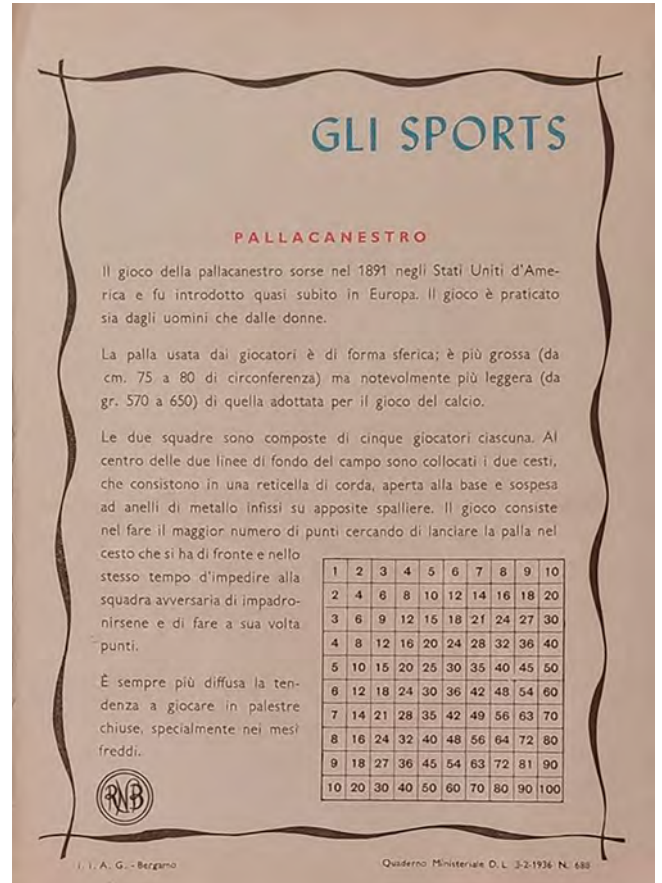 GLI SPORTS
PALLACANESTRO
Il gioco della pallacanestro sorse nel 1891 negli Stati Uniti d'Ame-
rica e fu introdotto quasi subito in Europa. Il gioco è praticato
sia dagli uomini che dalle donne.
La palla usata dai giocatori è di forma sferica; è più grossa (da
cm. 75 a 80 di circonferenza) ma notevolmente più leggera (da
gr. 570 a 650) di quella adottata per il gioco del calcio.
Le due squadre sono composte di cinque giocatori ciascuna. Al
centro delle due linee di fondo del campo sono collocati i due cesti,
che consistono in una reticella di corda, aperta alla base e sospesa
ad anelli di metallo infissi su apposite spalliere. Il gioco consiste
nel fare il maggior numero di punti cercando di lanciare la palla nel
cesto che si ha di fronte e nello
stesso tempo d'impedire alla
squadra avversaria di impadro-
nirsene e di fare a sua volta
punti.
È sempre più diffusa la ten-
denza a giocare in palestre
chiuse, specialmente nei mesi
freddi.
1 2 3 4 5 6 7 8 9 10
2 4 6 8 10 12 14 16 18 20
3 6 9 12 15 18 21 24 27 30
4 8 12 16 20 24 28 32 36 40
5 10 15 20 25 30 35 40 45 50
6 12 18 24 30 36 42 48 54 60
7 14 21 28 35 42 49 56 63 70
8 16 24 32 40 48 56 64 72 80
9 18 27 36 45 54 63 72 81 90
10 20 30 40 50 60 70 80 90 100
I. I. A. G. - Bergamo
Quaderno Ministeriale D. L. 3-2-1936 N. 680